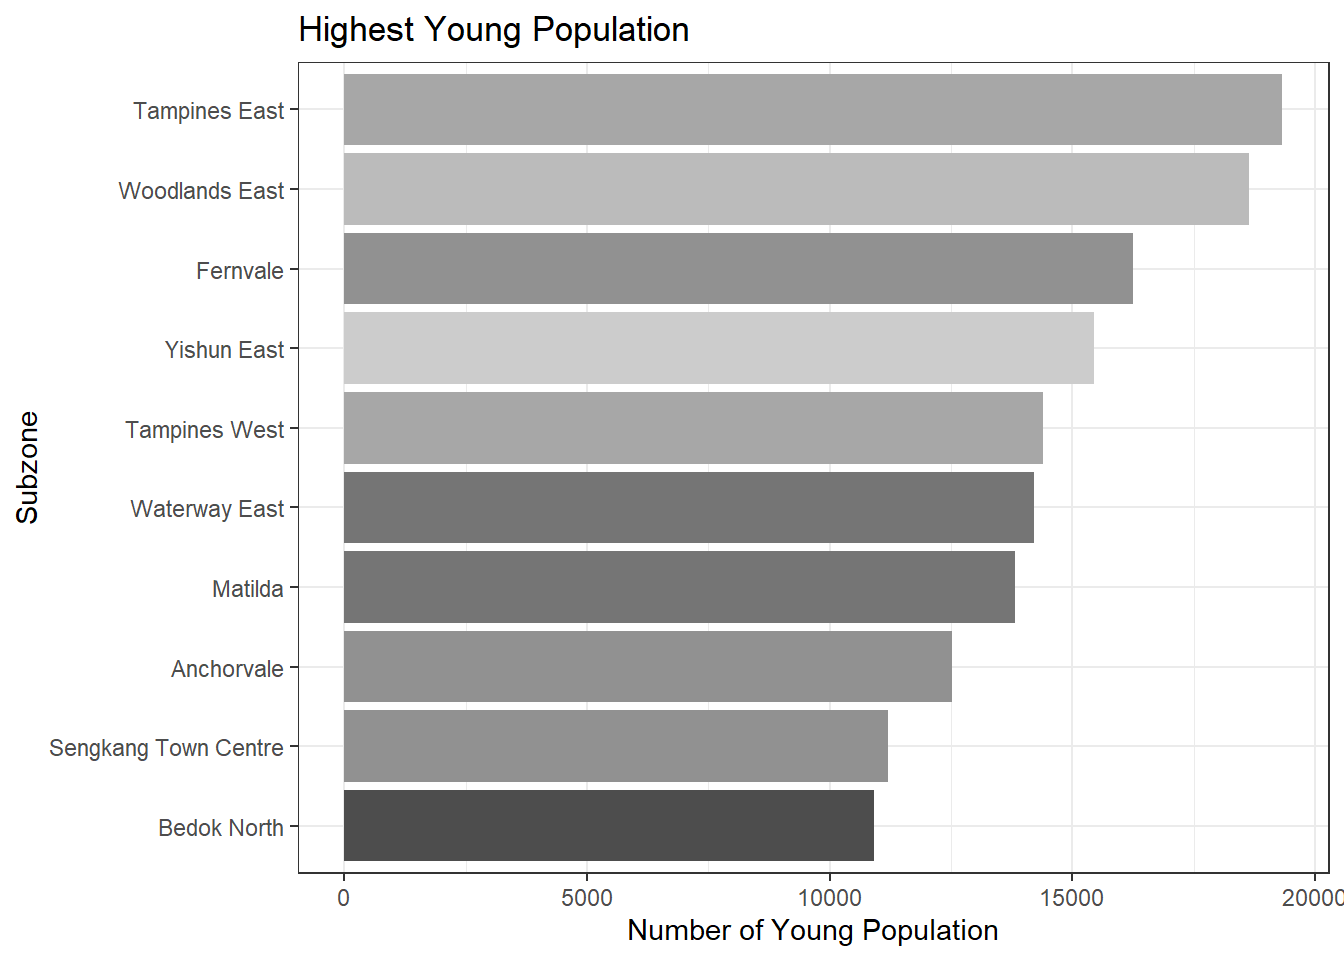 Highest Young Population
Tampines East
Woodlands East
Fernvale
Yishun East
Tampines West
Waterway East
Matilda
Anchorvale
Sengkang Town Centre
Bedok North
Subzone
0 5000 10000 15000 20000
Number of Young Population